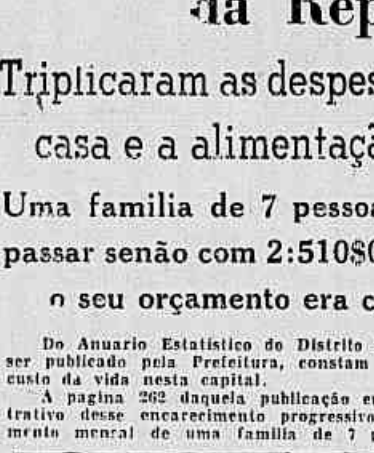 da Rep
Triplicaram as despes
casa e a alimentaçã
Uma familia de 7 pessoa
passar senão com 2:510$0
o seu orçamento era c
Do Anuario Estatistico do Distrito
ser publicado pela Prefeitura, constam
custo da vida nesta capital.
A pagina 262 daquela publicação e
trativo desse encarecimento progressivo
mento mensal de uma familia de 7 p